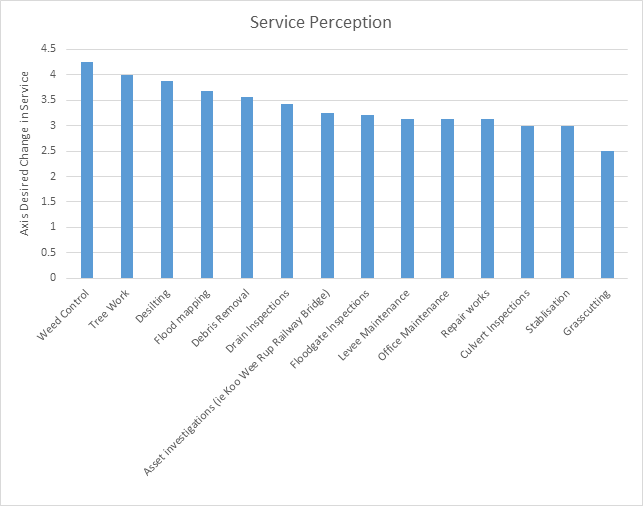 Service Perception
Axis Desired Change in Service
4.5
4
3.5
3
2.5
2
1.5
1
0.5
0
Weed Control
Tree Work
Desilting
Flood mapping
Debris Removal
Drain Inspections
Asset investigations (ie Koo Wee Rup Railway Bridge)
Floodgate Inspections
Levee Maintenance
Office Maintenance
Repair works
Culvert Inspections
Stablisation
Grasscutting